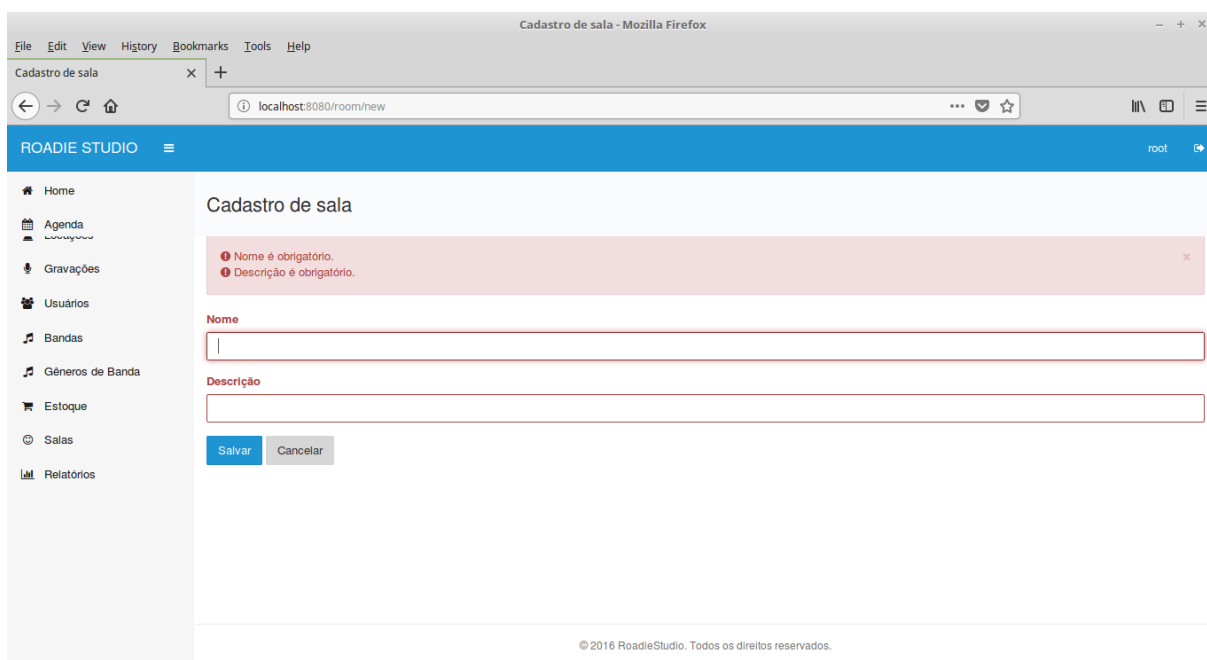 Cadastro de sala - Mozilla Firefox
File Edit View History Bookmarks Tools Help
Cadastro de sala
localhost:8080/room/new
ROADIE STUDIO
root
Home
Agenda
Locações
Gravações
Usuários
Bandas
Gêneros de Banda
Estoque
Salas
Relatórios
Cadastro de sala
Nome é obrigatório.
Descrição é obrigatório.
Nome
Descrição
Salvar Cancelar
© 2016 RoadieStudio. Todos os direitos reservados.